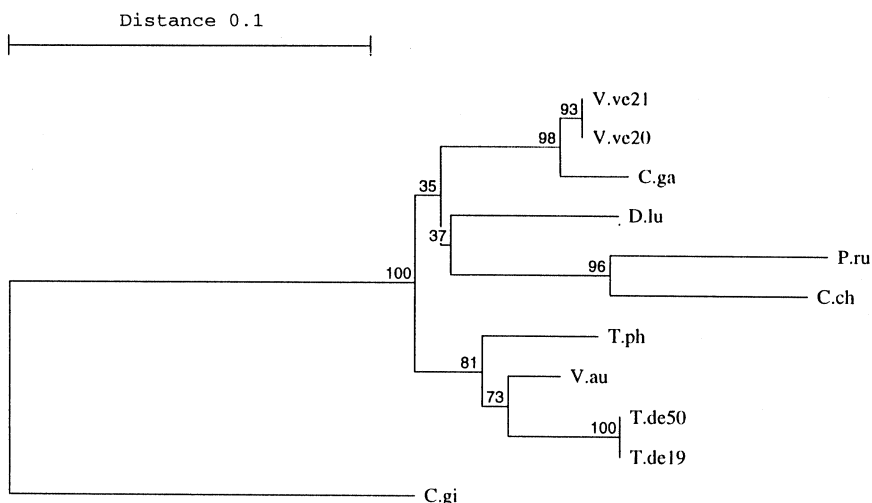 Distance 0.1
93
V.ve21
V.ve20
98
C.ga
35
D.lu
37
P.ru
96
C.ch
100
T.ph
81
V.au
73
T.de50
100
T.de19
C.gi